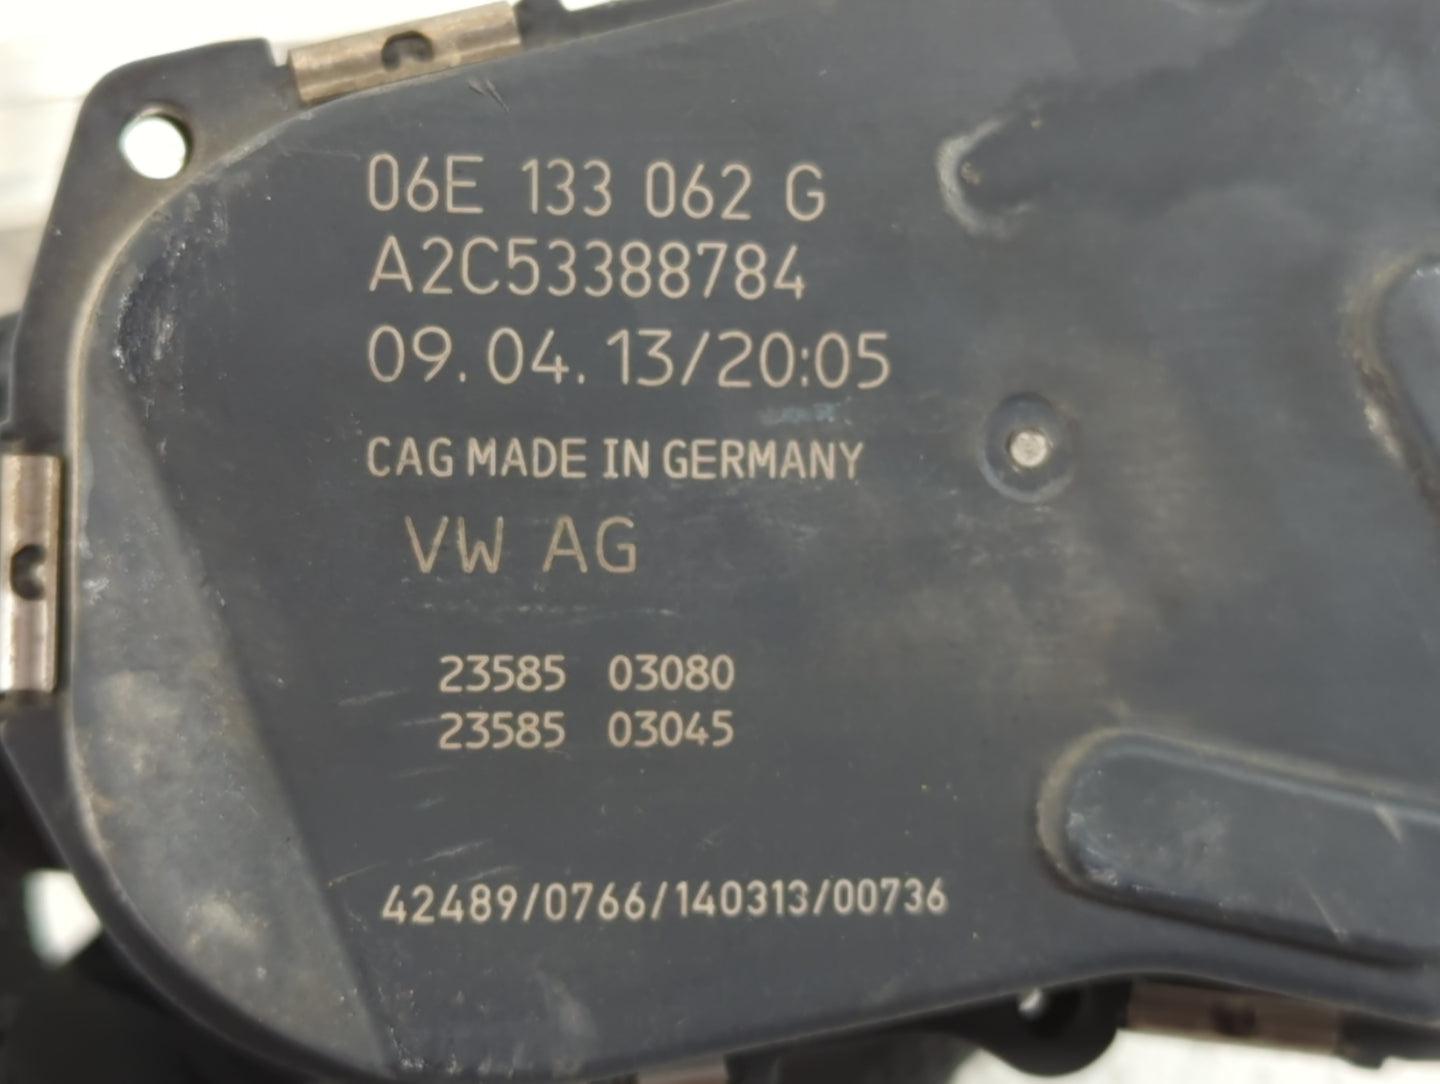 06E 133 062 G
A2C53388784
09.04.13/20:05
CAG MADE IN GERMANY
VW AG
23585 03080
23585 03045
42489/0766/140313/00736